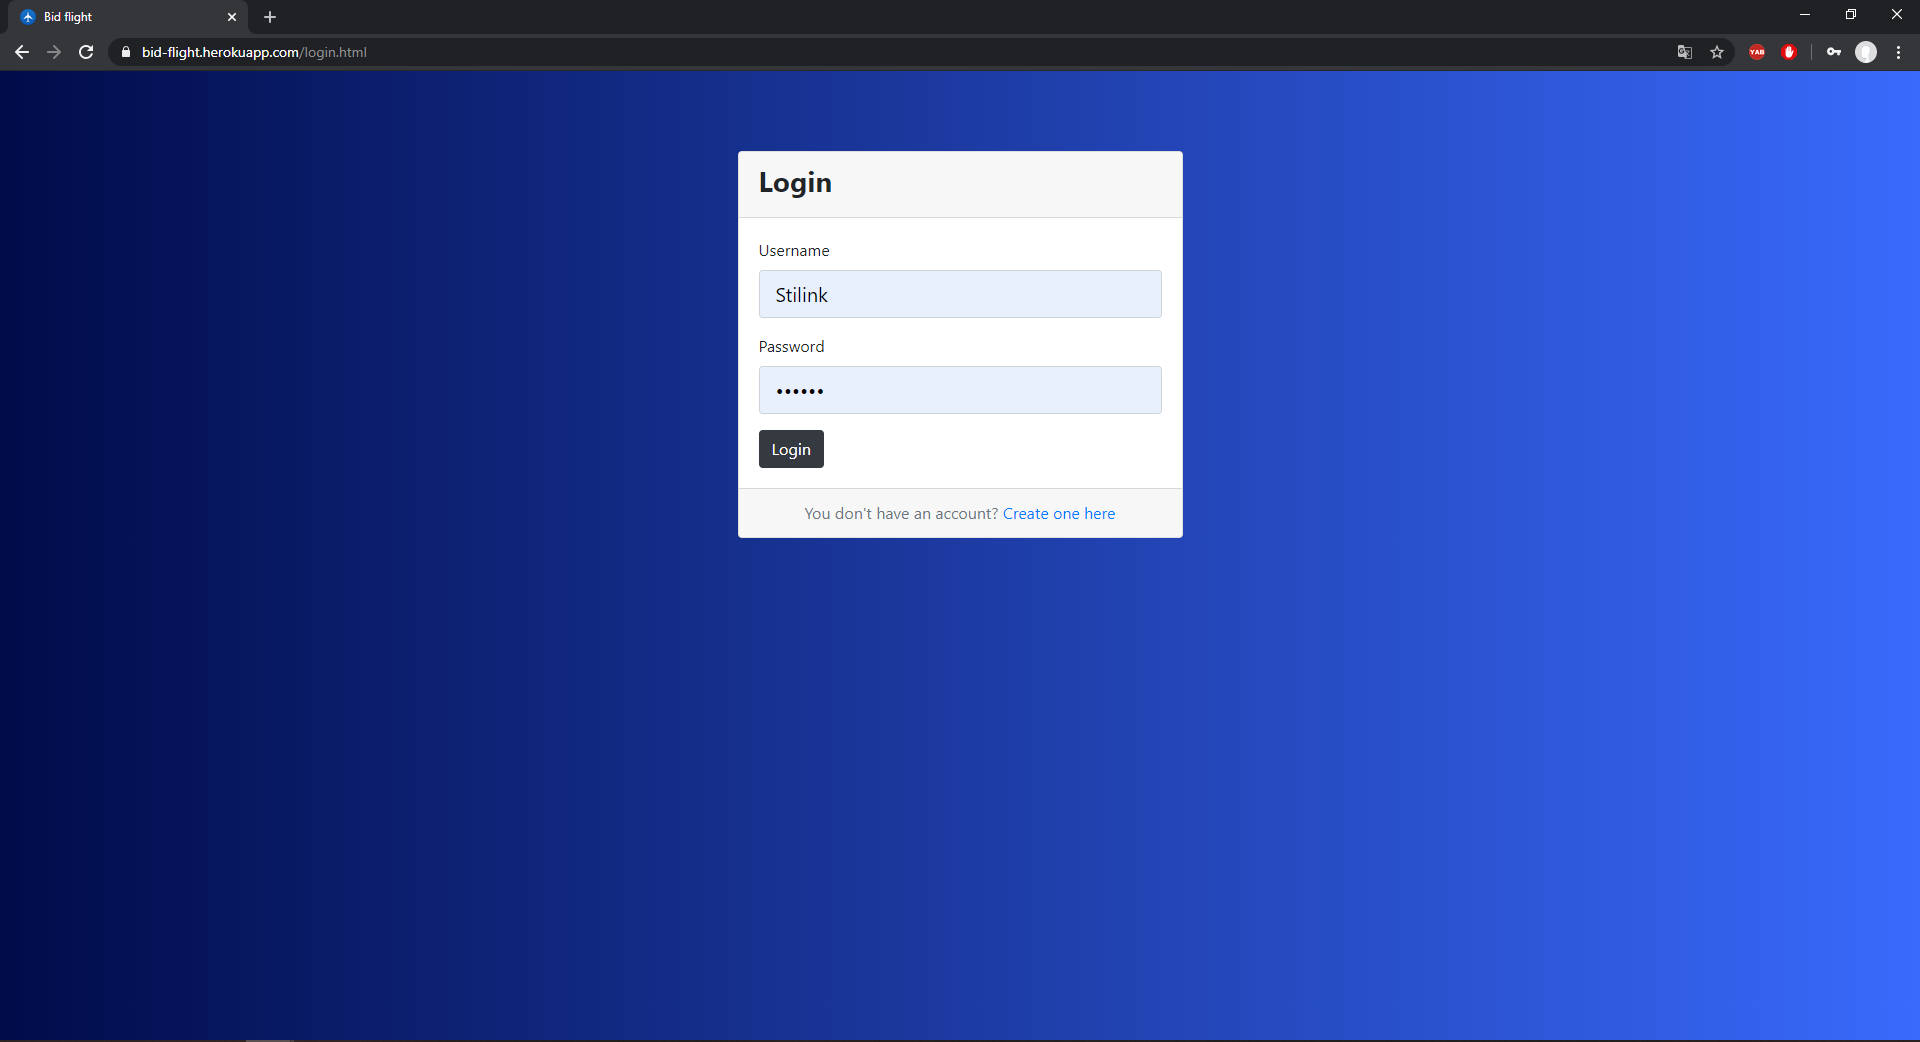 Bid flight
bid-flight.herokuapp.com/login.html
YAB
Login
Username
Stilink
Password
••••••
Login
You don't have an account? Create one here